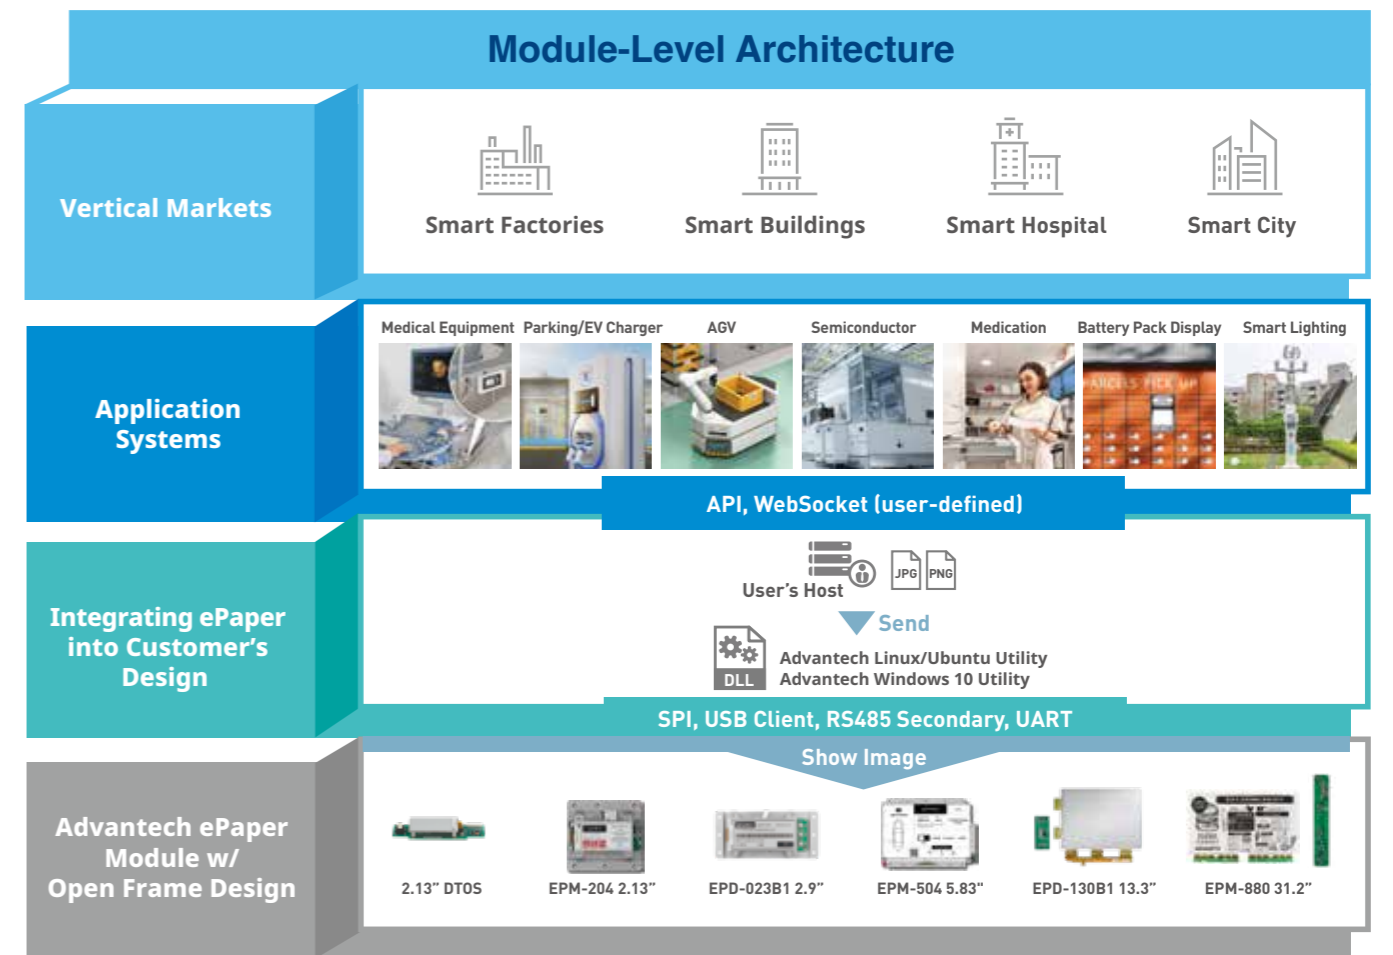 Module-Level Architecture
Vertical Markets
Smart Factories
Smart Buildings
Smart Hospital
Smart City
Application
Systems
Medical Equipment
Parking/EV Charger
AGV
Semiconductor
Medication
Battery Pack Display
Smart Lighting
PARCELS PICK UP
API, WebSocket (user-defined)
Integrating ePaper
into Customer's
Design
User's Host
JPG
PNG
Send
DLL
Advantech Linux/Ubuntu Utility
Advantech Windows 10 Utility
SPI, USB Client, RS485 Secondary, UART
Show Image
Advantech ePaper
Module w/
Open Frame Design
2.13” DTOS
EPM-204 2.13”
EPD-023B1 2.9”
EPM-504 5.83"
EPD-130B1 13.3”
EPM-880 31.2”